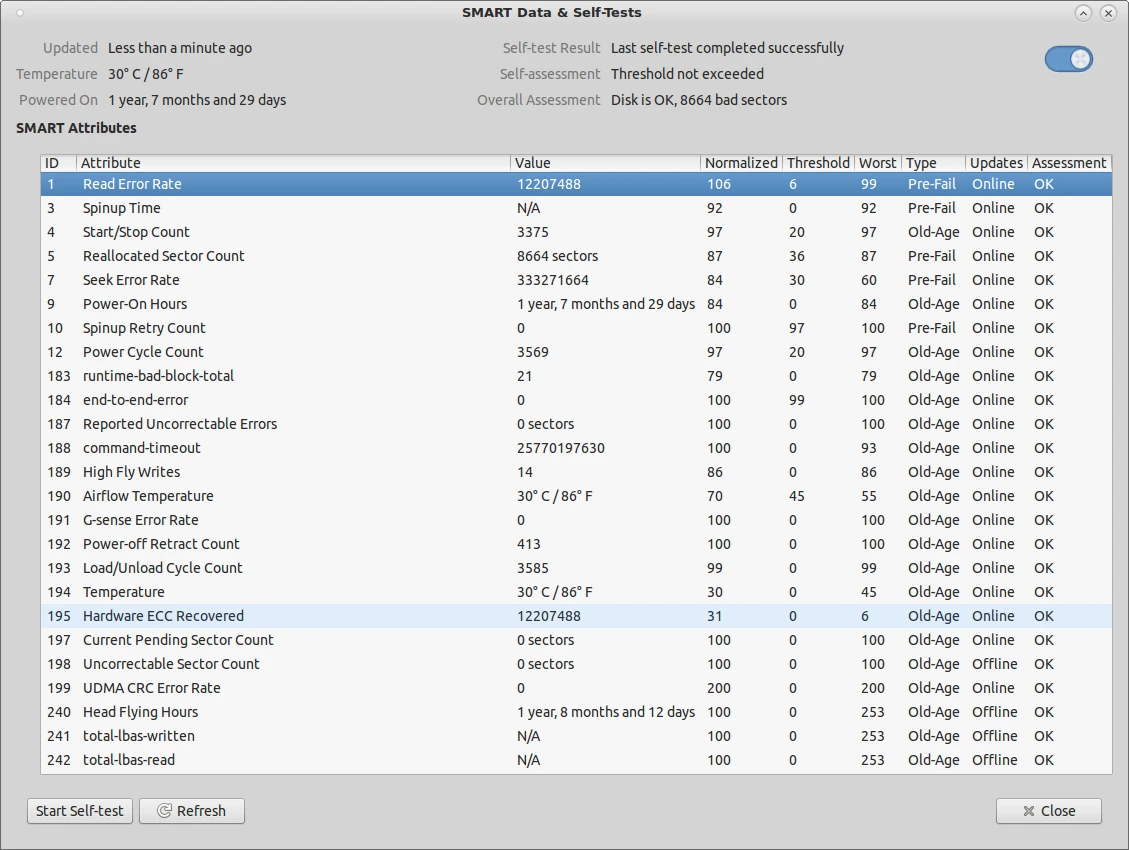 SMART Data & Self-Tests
Updated Less than a minute ago Self-test Result Last self-test completed successfully
Temperature 30° C / 86° F Self-assessment Threshold not exceeded
Powered On 1 year, 7 months and 29 days Overall Assessment Disk is OK, 8664 bad sectors
SMART Attributes
ID Attribute Value Normalized Threshold Worst Type Updates Assessment
1 Read Error Rate 12207488 106 6 99 Pre-Fail Online OK
3 Spinup Time N/A 92 0 92 Pre-Fail Online OK
4 Start/Stop Count 3375 97 20 97 Old-Age Online OK
5 Reallocated Sector Count 8664 sectors 87 36 87 Pre-Fail Online OK
7 Seek Error Rate 333271664 84 30 60 Pre-Fail Online OK
9 Power-On Hours 1 year, 7 months and 29 days 84 0 84 Old-Age Online OK
10 Spinup Retry Count 0 100 97 100 Pre-Fail Online OK
12 Power Cycle Count 3569 97 20 97 Old-Age Online OK
183 runtime-bad-block-total 21 79 0 79 Old-Age Online OK
184 end-to-end-error 0 100 99 100 Old-Age Online OK
187 Reported Uncorrectable Errors 0 sectors 100 0 100 Old-Age Online OK
188 command-timeout 25770197630 100 0 93 Old-Age Online OK
189 High Fly Writes 14 86 0 86 Old-Age Online OK
190 Airflow Temperature 30° C / 86° F 70 45 55 Old-Age Online OK
191 G-sense Error Rate 0 100 0 100 Old-Age Online OK
192 Power-off Retract Count 413 100 0 100 Old-Age Online OK
193 Load/Unload Cycle Count 3585 99 0 99 Old-Age Online OK
194 Temperature 30° C / 86° F 30 0 45 Old-Age Online OK
195 Hardware ECC Recovered 12207488 31 0 6 Old-Age Online OK
197 Current Pending Sector Count 0 sectors 100 0 100 Old-Age Online OK
198 Uncorrectable Sector Count 0 sectors 100 0 100 Old-Age Offline OK
199 UDMA CRC Error Rate 0 200 0 200 Old-Age Online OK
240 Head Flying Hours 1 year, 8 months and 12 days 100 0 253 Old-Age Offline OK
241 total-lbas-written N/A 100 0 253 Old-Age Offline OK
242 total-lbas-read N/A 100 0 253 Old-Age Offline OK
Start Self-test Refresh Close